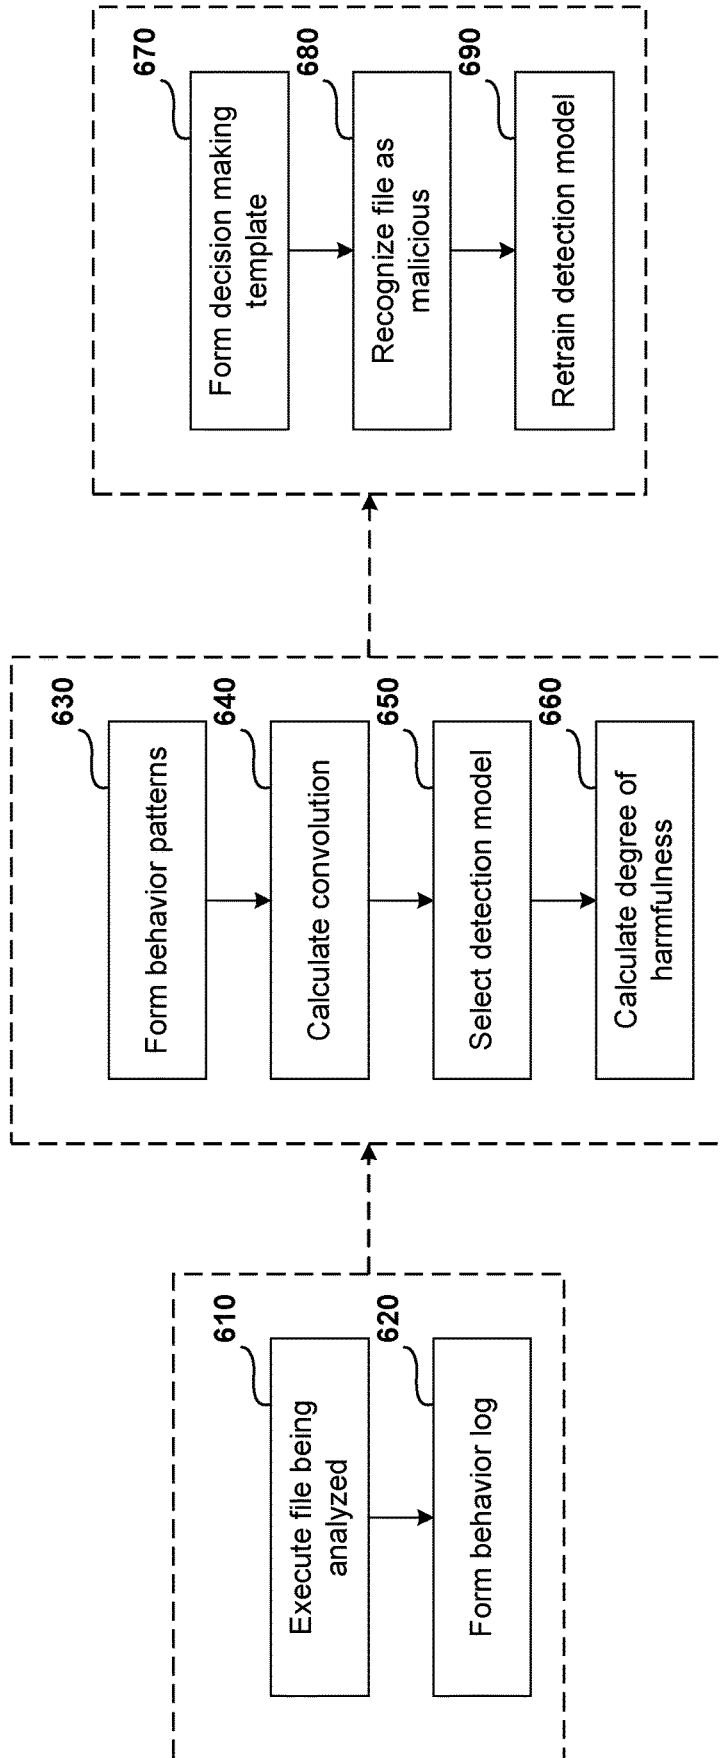 610
Execute file being
analyzed
620
Form behavior log
630
Form behavior patterns
640
Calculate convolution
650
Select detection model
660
Calculate degree of
harmfulness
670
Form decision making
template
680
Recognize file as
malicious
690
Retrain detection model